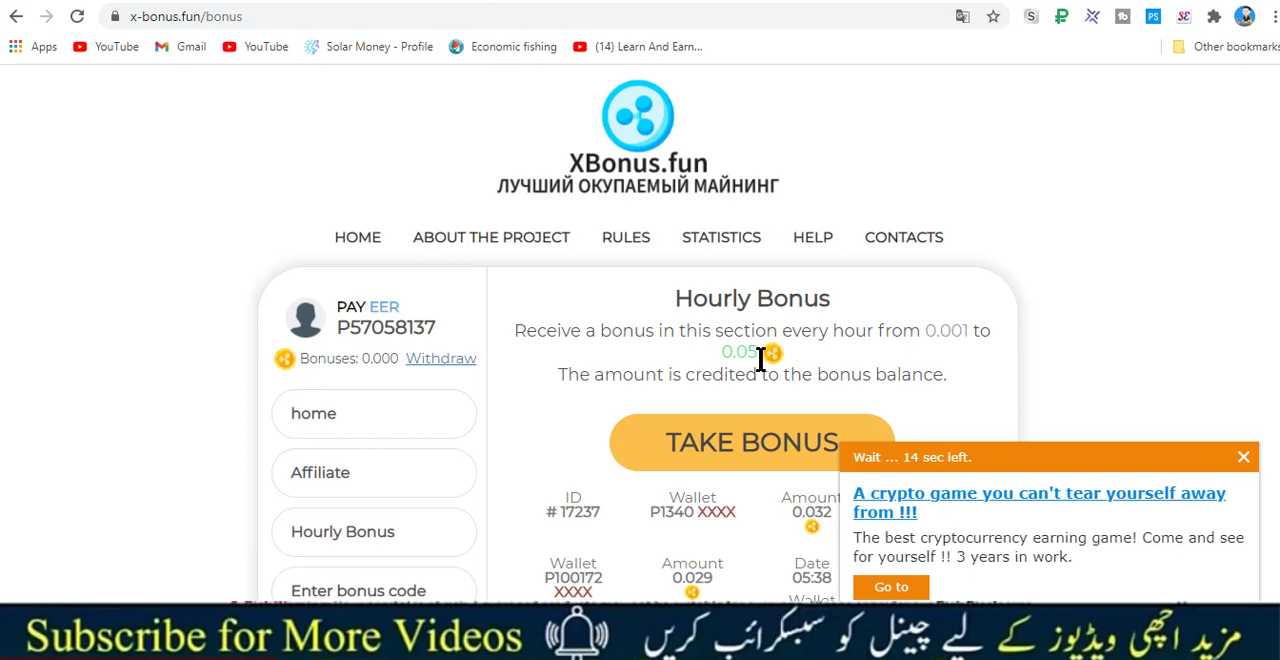 x-bonus.fun/bonus
Apps YouTube Gmail YouTube Solar Money - Profile Economic fishing (14) Learn And Earn... Other bookmarks
XBonus.fun
ЛУЧШИЙ ОКУПАЕМЫЙ МАЙНИНГ
HOME ABOUT THE PROJECT RULES STATISTICS HELP CONTACTS
PAY EER
P57058137
Bonuses: 0.000 Withdraw
home
Affiliate
Hourly Bonus
Enter bonus code
Hourly Bonus
Receive a bonus in this section every hour from 0.001 to
0.05
The amount is credited to the bonus balance.
TAKE BONUS
ID Wallet Amount
# 17237 P1340 XXXX 0.032
Wallet Amount Date
P100172 0.029 05:38
XXXX
Wallet
Wait ... 14 sec left.
A crypto game you can't tear yourself away
from !!!
The best cryptocurrency earning game! Come and see
for yourself !! 3 years in work.
Go to
Subscribe for More Videos مزید اچھی ویڈیوز کے لیے چینل کو سبسکرائب کریں